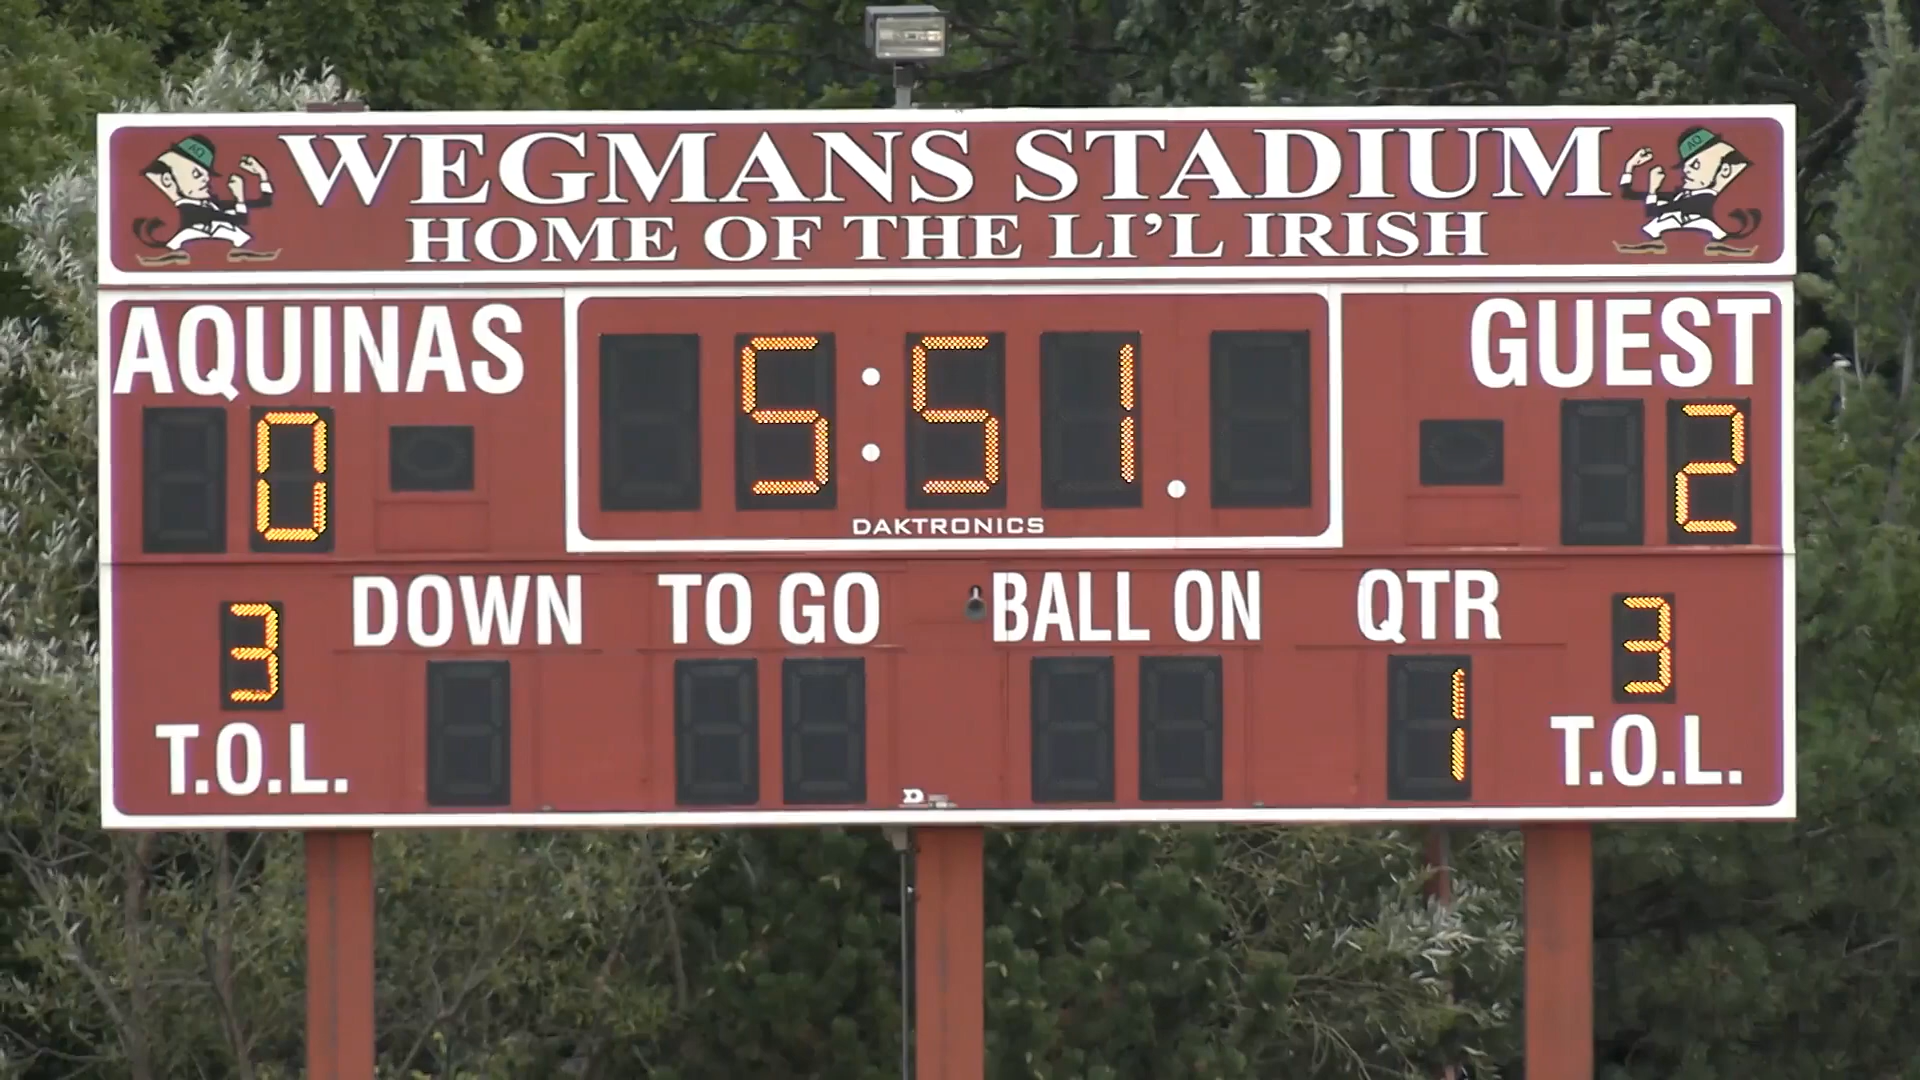 WEGMANS STADIUM
HOME OF THE LI'L IRISH
AQUINAS 5:51. GUEST
0 2
DAKTRONICS
DOWN TO GO BALL ON QTR
3 1 3
T.O.L. T.O.L.